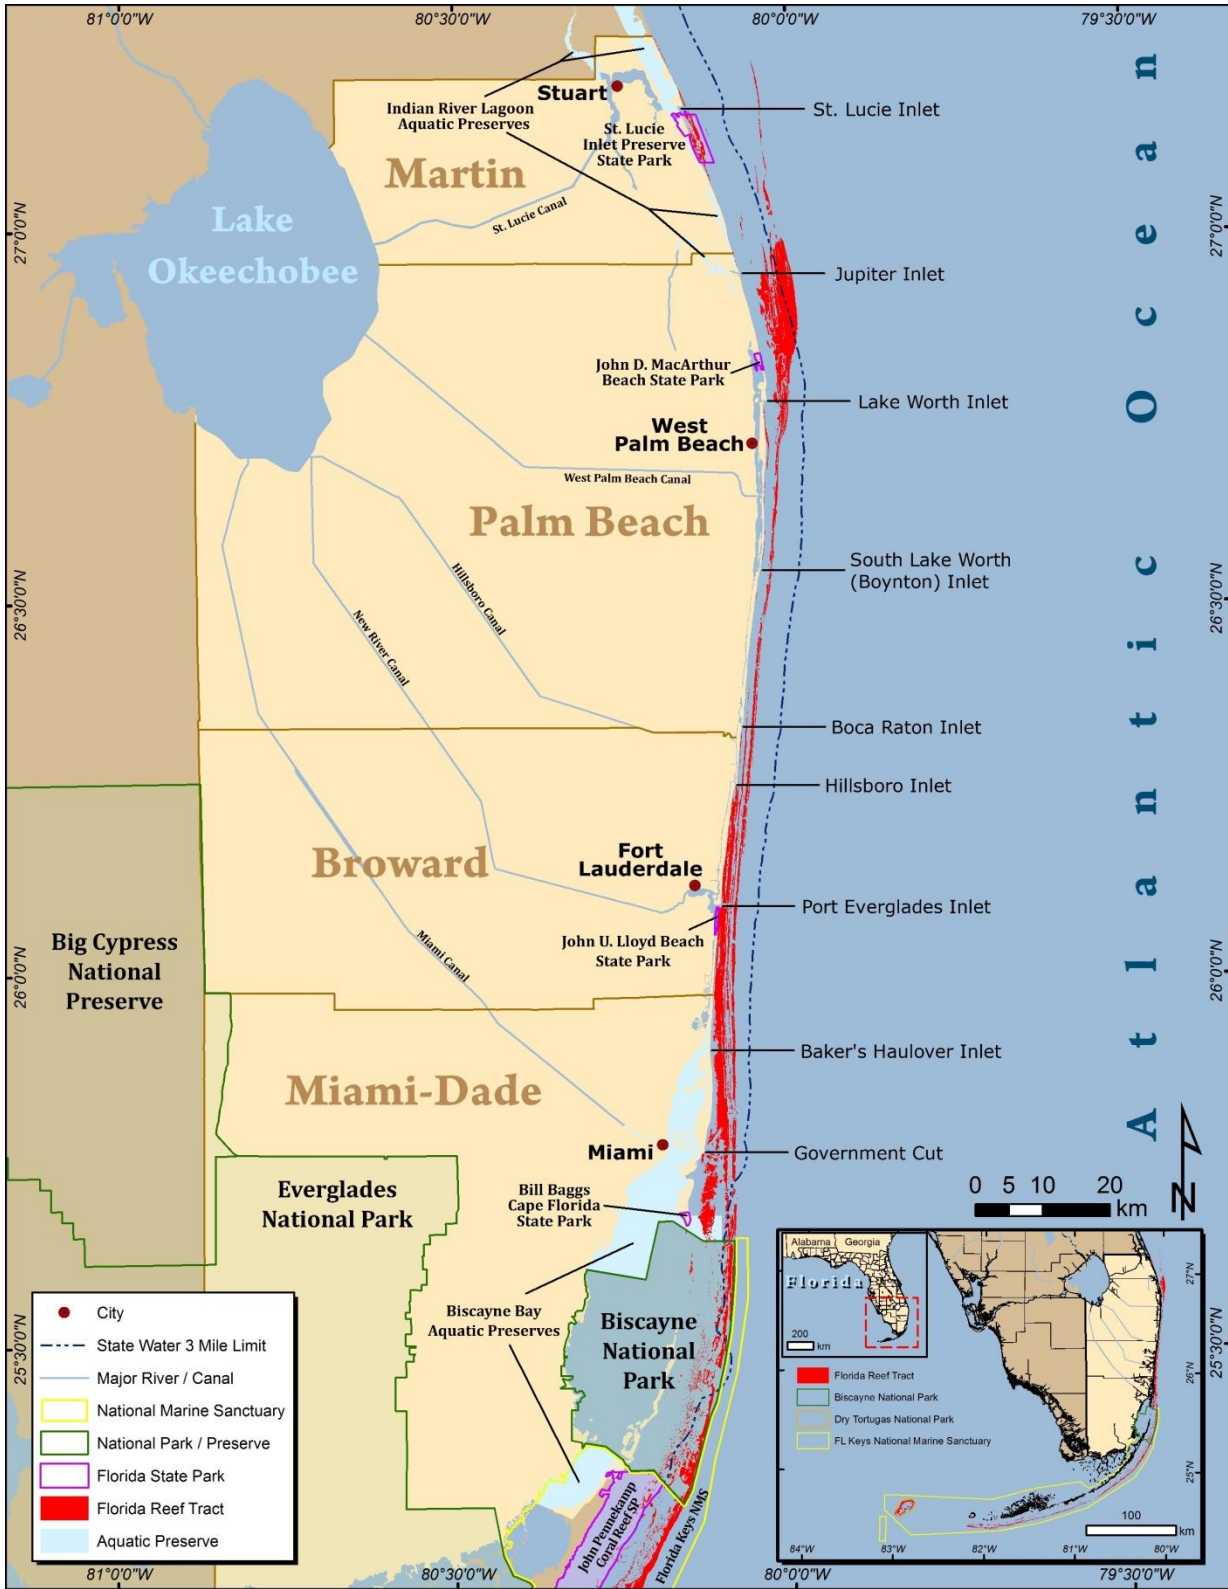 81°0'0"W
80°30'0"W
80°0'0"W
79°30'0"W
Stuart
Indian River Lagoon
Aquatic Preserves
St. Lucie
Inlet Preserve
State Park
St. Lucie Inlet
Martin
St. Lucie Canal
Lake
Okeechobee
27°0'0"N
27°0'0"N
Jupiter Inlet
John D. MacArthur
Beach State Park
Lake Worth Inlet
West
Palm Beach
West Palm Beach Canal
Palm Beach
South Lake Worth
(Boynton) Inlet
Hillsboro Canal
New River Canal
26°30'0"N
26°30'0"N
Boca Raton Inlet
Hillsboro Inlet
Broward
Fort
Lauderdale
Port Everglades Inlet
John U. Lloyd Beach
State Park
Miami Canal
Big Cypress
National
Preserve
26°0'0"N
26°0'0"N
Baker's Haulover Inlet
Miami-Dade
Miami
Government Cut
Atlantic Ocean
Everglades
National Park
Bill Baggs
Cape Florida
State Park
Biscayne Bay
Aquatic Preserves
Biscayne
National
Park
John Pennekamp
Coral Reef SP
Florida Keys NMS
25°30'0"N
25°30'0"N
0 5 10 20
km
N
City
State Water 3 Mile Limit
Major River / Canal
National Marine Sanctuary
National Park / Preserve
Florida State Park
Florida Reef Tract
Aquatic Preserve
Alabama
Georgia
Florida
200
km
Florida Reef Tract
Biscayne National Park
Dry Tortugas National Park
FL Keys National Marine Sanctuary
27°N
26°N
25°N
100
km
84°W
83°W
82°W
81°W
80°W
81°0'0"W
80°30'0"W
80°0'0"W
79°30'0"W